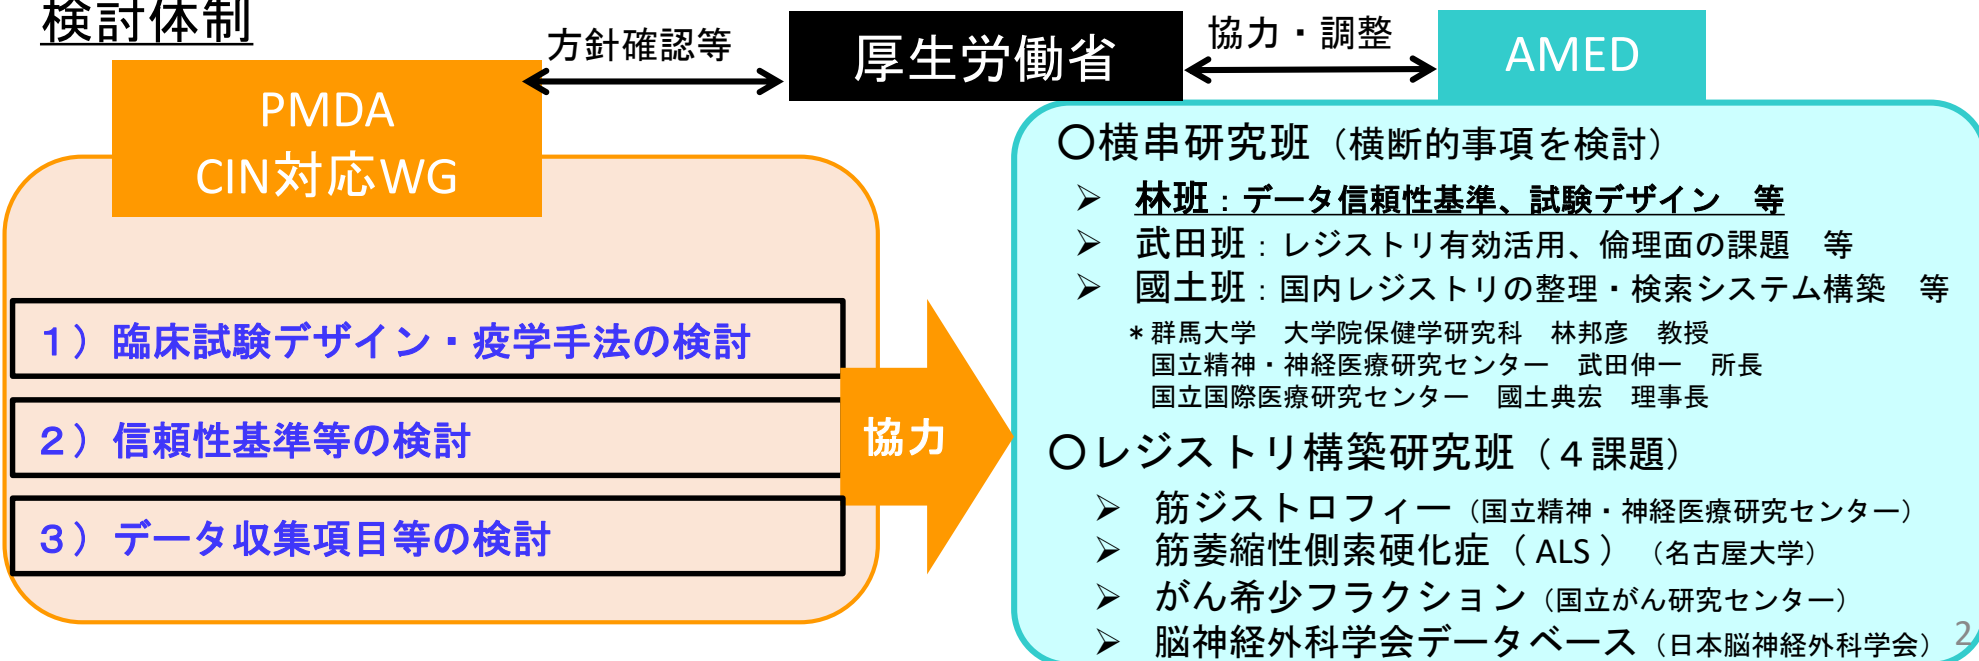 検討体制
方針確認等
厚生労働省
協力・調整
AMED
PMDA
CIN対応WG
1）臨床試験デザイン・疫学手法の検討
2）信頼性基準等の検討
3）データ収集項目等の検討
協力
〇横串研究班（横断的事項を検討）
➢ 林班：データ信頼性基準、試験デザイン　等
➢ 武田班：レジストリ有効活用、倫理面の課題　等
➢ 國土班：国内レジストリの整理・検索システム構築　等
＊群馬大学　大学院保健学研究科　林邦彦　教授
国立精神・神経医療研究センター　武田伸一　所長
国立国際医療研究センター　國土典宏　理事長
〇レジストリ構築研究班（４課題）
➢ 筋ジストロフィー（国立精神・神経医療研究センター）
➢ 筋萎縮性側索硬化症（ALS）（名古屋大学）
➢ がん希少フラクション（国立がん研究センター）
➢ 脳神経外科学会データベース（日本脳神経外科学会）
2